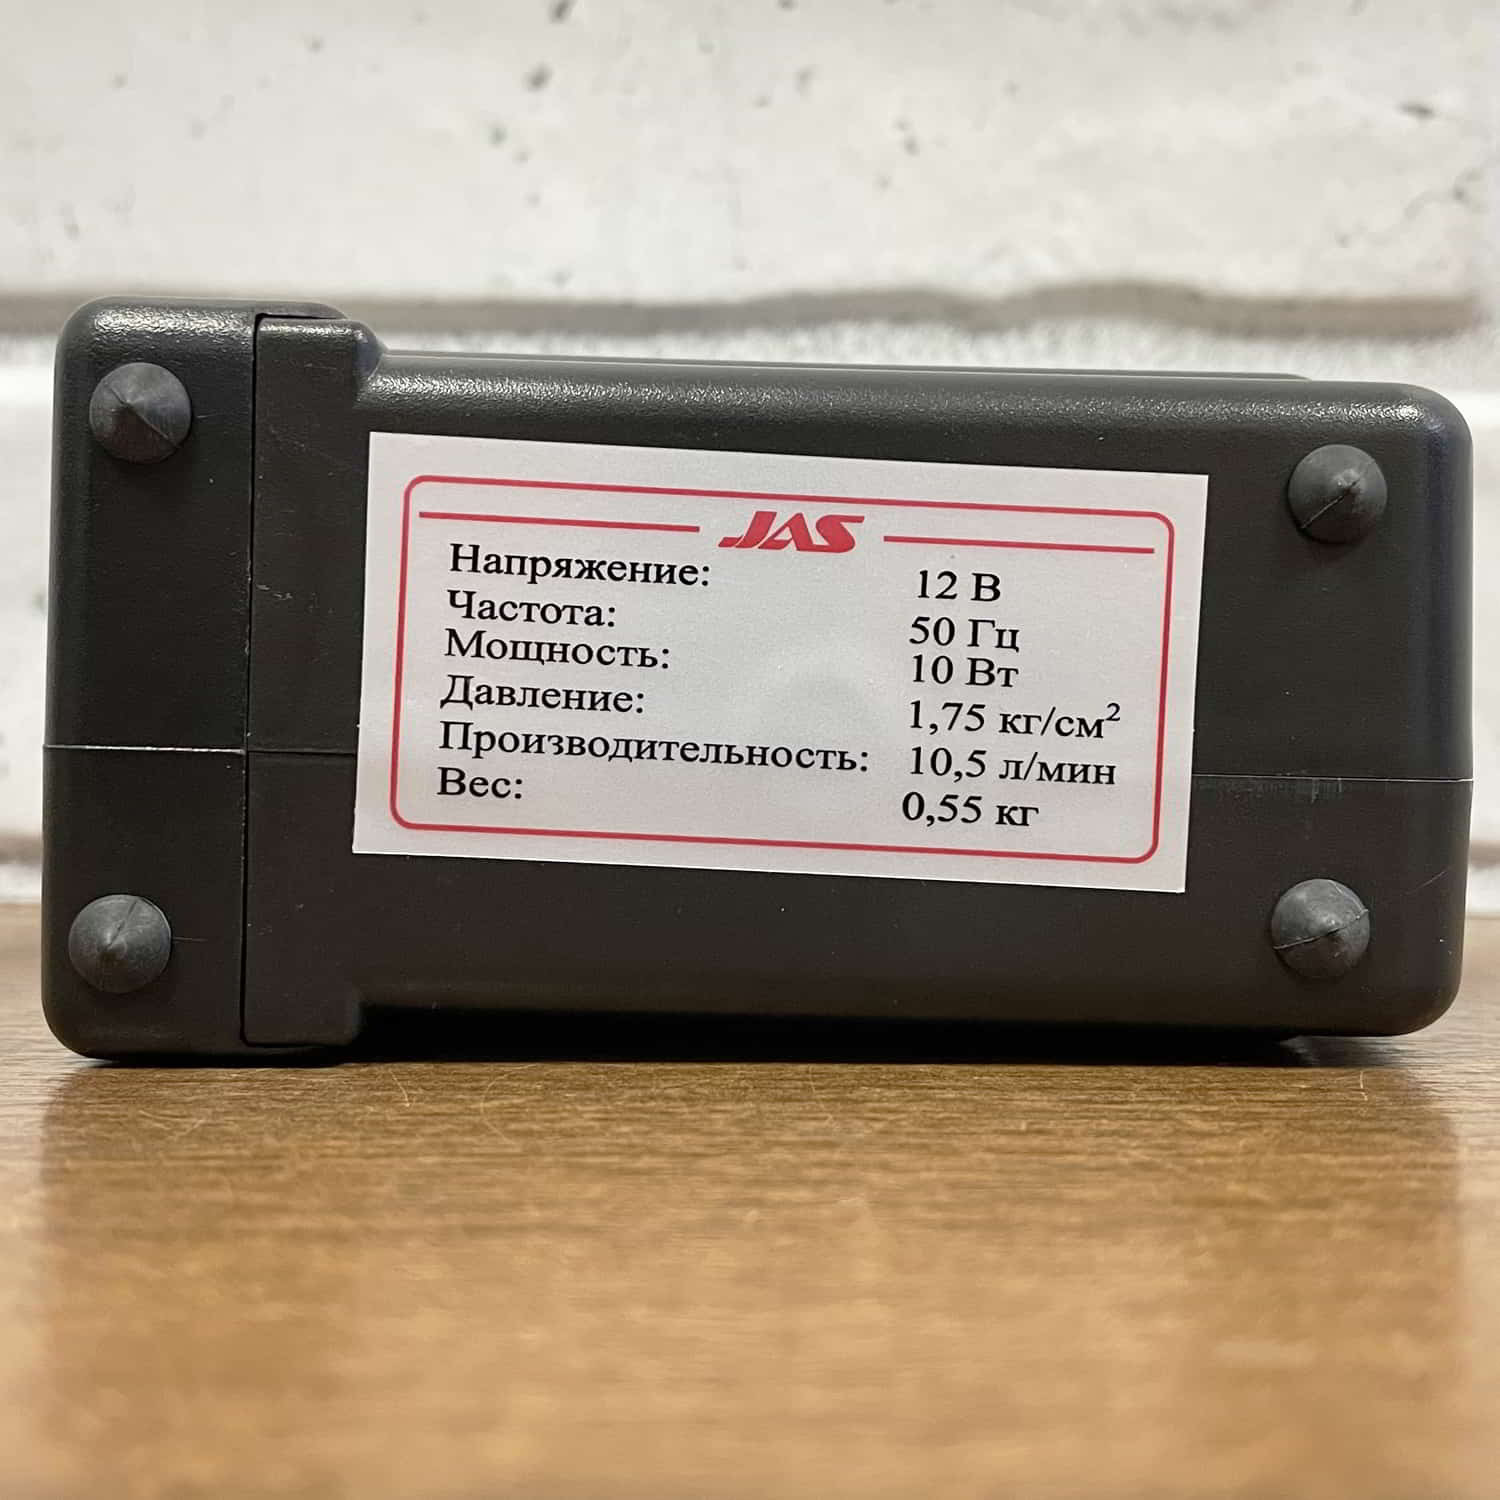 JAS
Напряжение: 12 В
Частота: 50 Гц
Мощность: 10 Вт
Давление: 1,75 кг/см²
Производительность: 10,5 л/мин
Вес: 0,55 кг